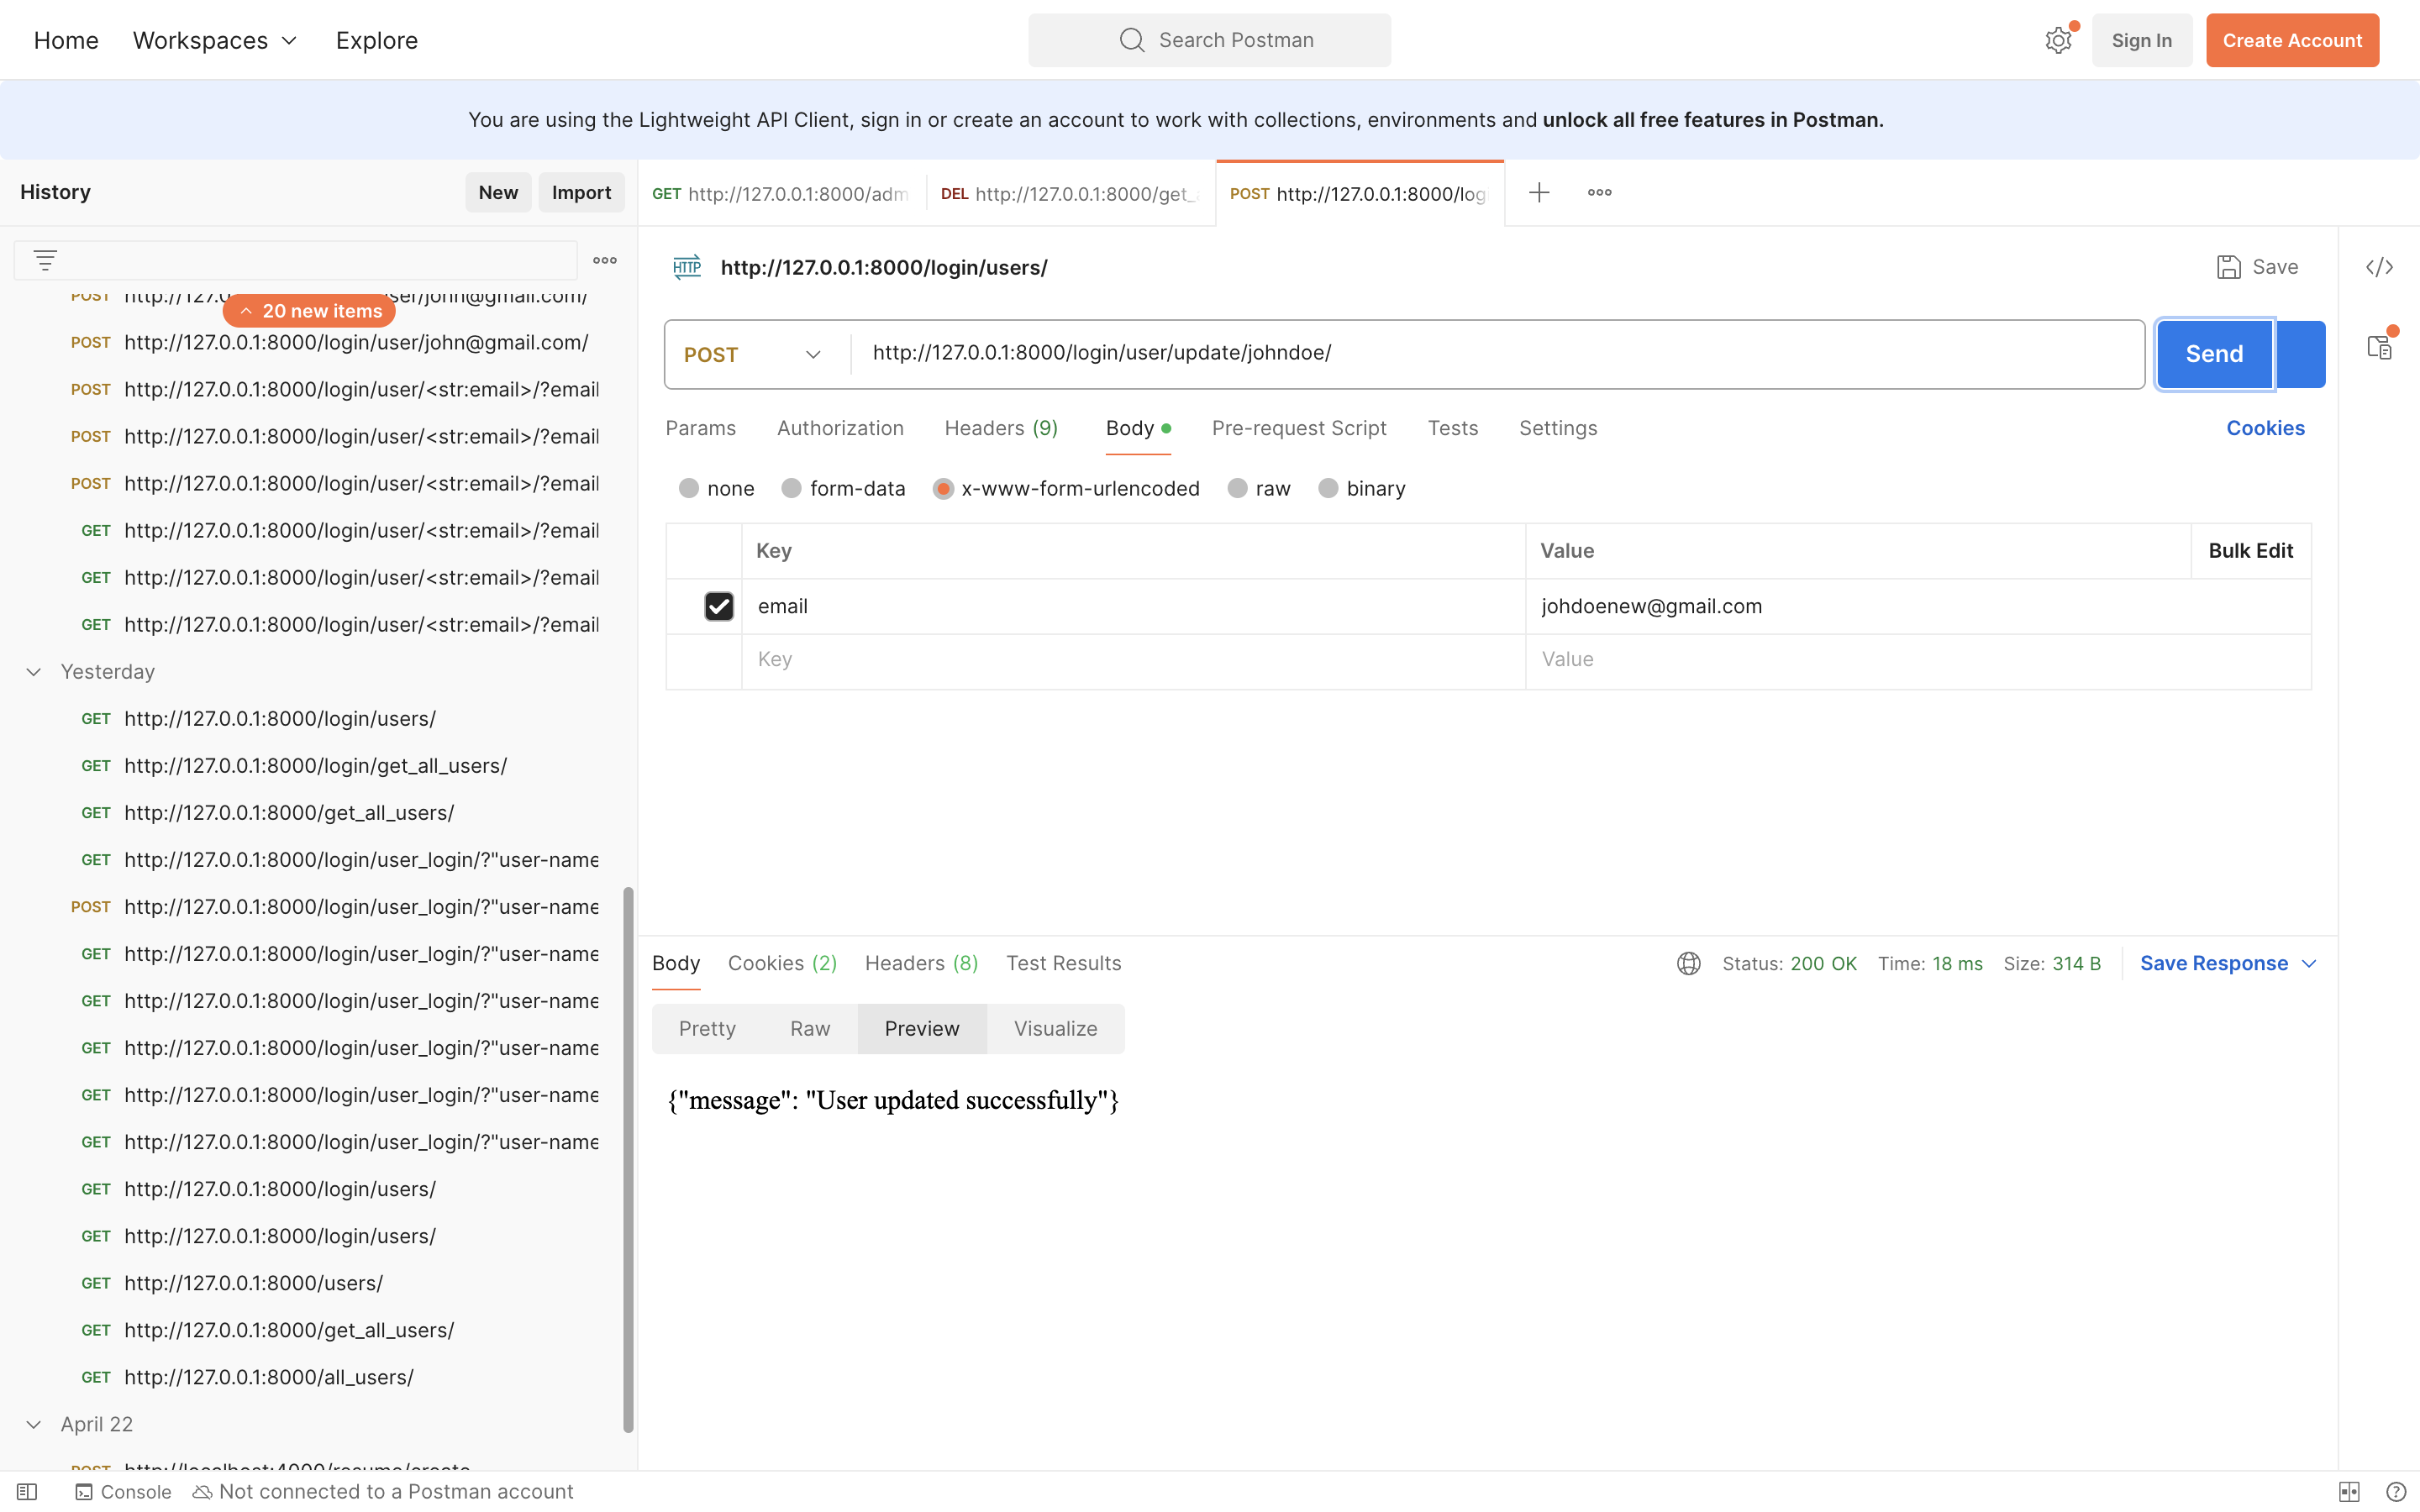 Home
Workspaces
Explore
Search Postman
Sign In
Create Account
You are using the Lightweight API Client, sign in or create an account to work with collections, environments and unlock all free features in Postman.
History
New
Import
GET http://127.0.0.1:8000/adm
DEL http://127.0.0.1:8000/get_
POST http://127.0.0.1:8000/log
20 new items
POST http://127.0.0.1:8000/login/user/john@gmail.com/
POST http://127.0.0.1:8000/login/user/<str:email>/?email
POST http://127.0.0.1:8000/login/user/<str:email>/?email
POST http://127.0.0.1:8000/login/user/<str:email>/?email
GET http://127.0.0.1:8000/login/user/<str:email>/?email
GET http://127.0.0.1:8000/login/user/<str:email>/?email
GET http://127.0.0.1:8000/login/user/<str:email>/?email
Yesterday
GET http://127.0.0.1:8000/login/users/
GET http://127.0.0.1:8000/login/get_all_users/
GET http://127.0.0.1:8000/get_all_users/
GET http://127.0.0.1:8000/login/user_login/?"user-name
POST http://127.0.0.1:8000/login/user_login/?"user-name
GET http://127.0.0.1:8000/login/user_login/?"user-name
GET http://127.0.0.1:8000/login/user_login/?"user-name
GET http://127.0.0.1:8000/login/user_login/?"user-name
GET http://127.0.0.1:8000/login/user_login/?"user-name
GET http://127.0.0.1:8000/login/user_login/?"user-name
GET http://127.0.0.1:8000/login/users/
GET http://127.0.0.1:8000/login/users/
GET http://127.0.0.1:8000/users/
GET http://127.0.0.1:8000/get_all_users/
GET http://127.0.0.1:8000/all_users/
April 22
POST http://localhost:4000/resume/create
HTTP http://127.0.0.1:8000/login/users/
Save
POST http://127.0.0.1:8000/login/user/update/johndoe/
Send
Params Authorization Headers (9) Body Pre-request Script Tests Settings
Cookies
none form-data x-www-form-urlencoded raw binary
Key Value Bulk Edit
email johdoenew@gmail.com
Key Value
Body Cookies (2) Headers (8) Test Results
Status: 200 OK Time: 18 ms Size: 314 B Save Response
Pretty Raw Preview Visualize
{"message": "User updated successfully"}
Console
Not connected to a Postman account